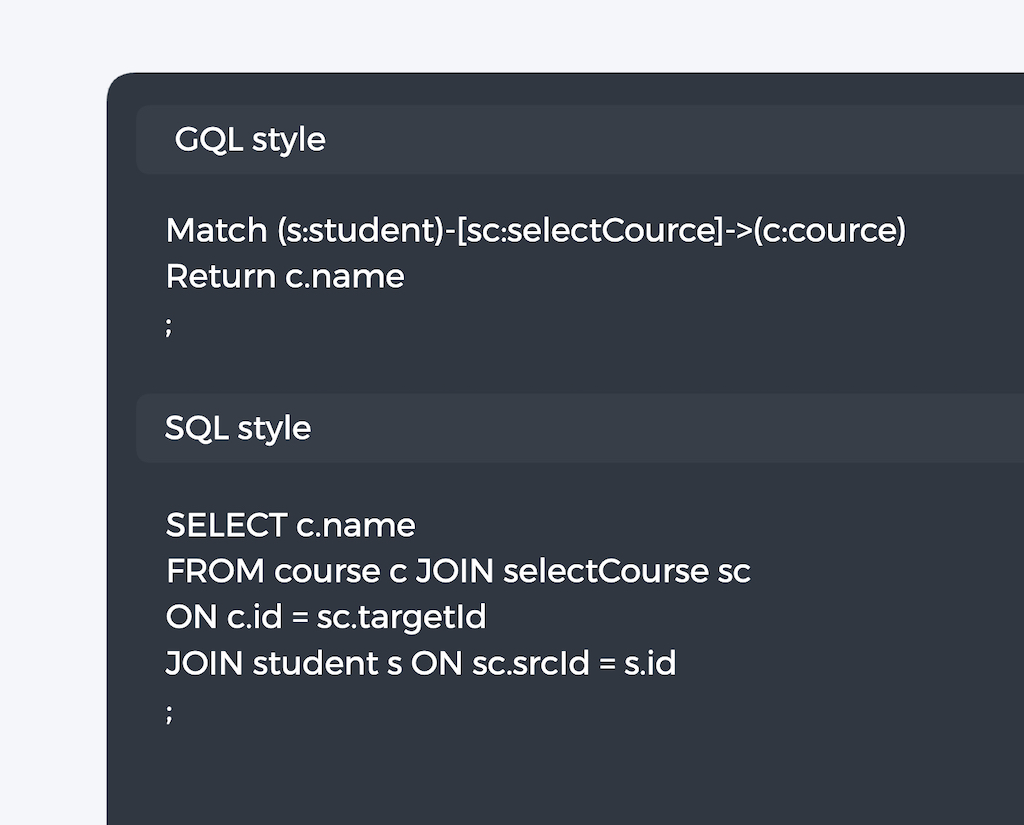 GQL style
Match (s:student)-[sc:selectCource]->(c:cource)
Return c.name
;
SQL style
SELECT c.name
FROM course c JOIN selectCourse sc
ON c.id = sc.targetId
JOIN student s ON sc.srcId = s.id
;